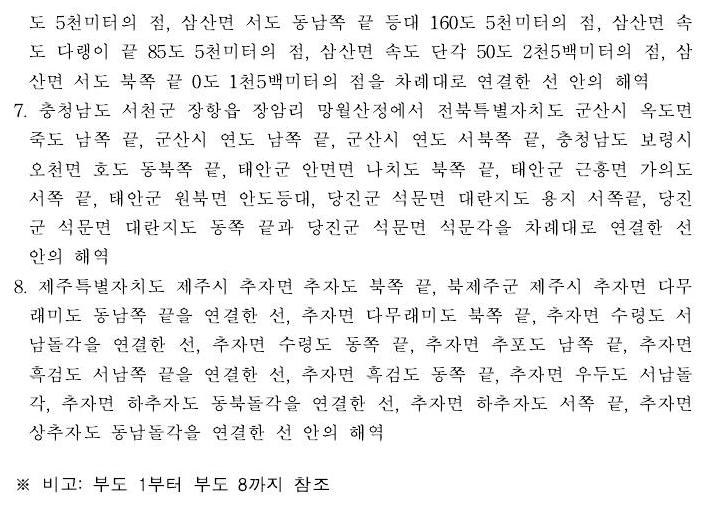 도 5천미터의 점, 삼산면 서도 동남쪽 끝 등대 160도 5천미터의 점, 삼산면 속
도 다랭이 끝 85도 5천미터의 점, 삼산면 속도 단각 50도 2천5백미터의 점, 삼
산면 서도 북쪽 끝 0도 1천5백미터의 점을 차례대로 연결한 선 안의 해역
7. 충청남도 서천군 장항읍 장암리 망월산정에서 전북특별자치도 군산시 옥도면
죽도 남쪽 끝, 군산시 연도 남쪽 끝, 군산시 연도 서북쪽 끝, 충청남도 보령시
오천면 호도 동북쪽 끝, 태안군 안면면 나치도 북쪽 끝, 태안군 근흥면 가의도
서쪽 끝, 태안군 원북면 안도등대, 당진군 석문면 대란지도 용지 서쪽끝, 당진
군 석문면 대란지도 동쪽 끝과 당진군 석문면 석문각을 차례대로 연결한 선
안의 해역
8. 제주특별자치도 제주시 추자면 추자도 북쪽 끝, 북제주군 제주시 추자면 다무
래미도 동남쪽 끝을 연결한 선, 추자면 다무래미도 북쪽 끝, 추자면 수령도 서
남돌각을 연결한 선, 추자면 수령도 동쪽 끝, 추자면 추포도 남쪽 끝, 추자면
흑검도 서남쪽 끝을 연결한 선, 추자면 흑검도 동쪽 끝, 추자면 우두도 서남돌
각, 추자면 하추자도 동북돌각을 연결한 선, 추자면 하추자도 서쪽 끝, 추자면
상추자도 동남돌각을 연결한 선 안의 해역
※ 비고: 부도 1부터 부도 8까지 참조